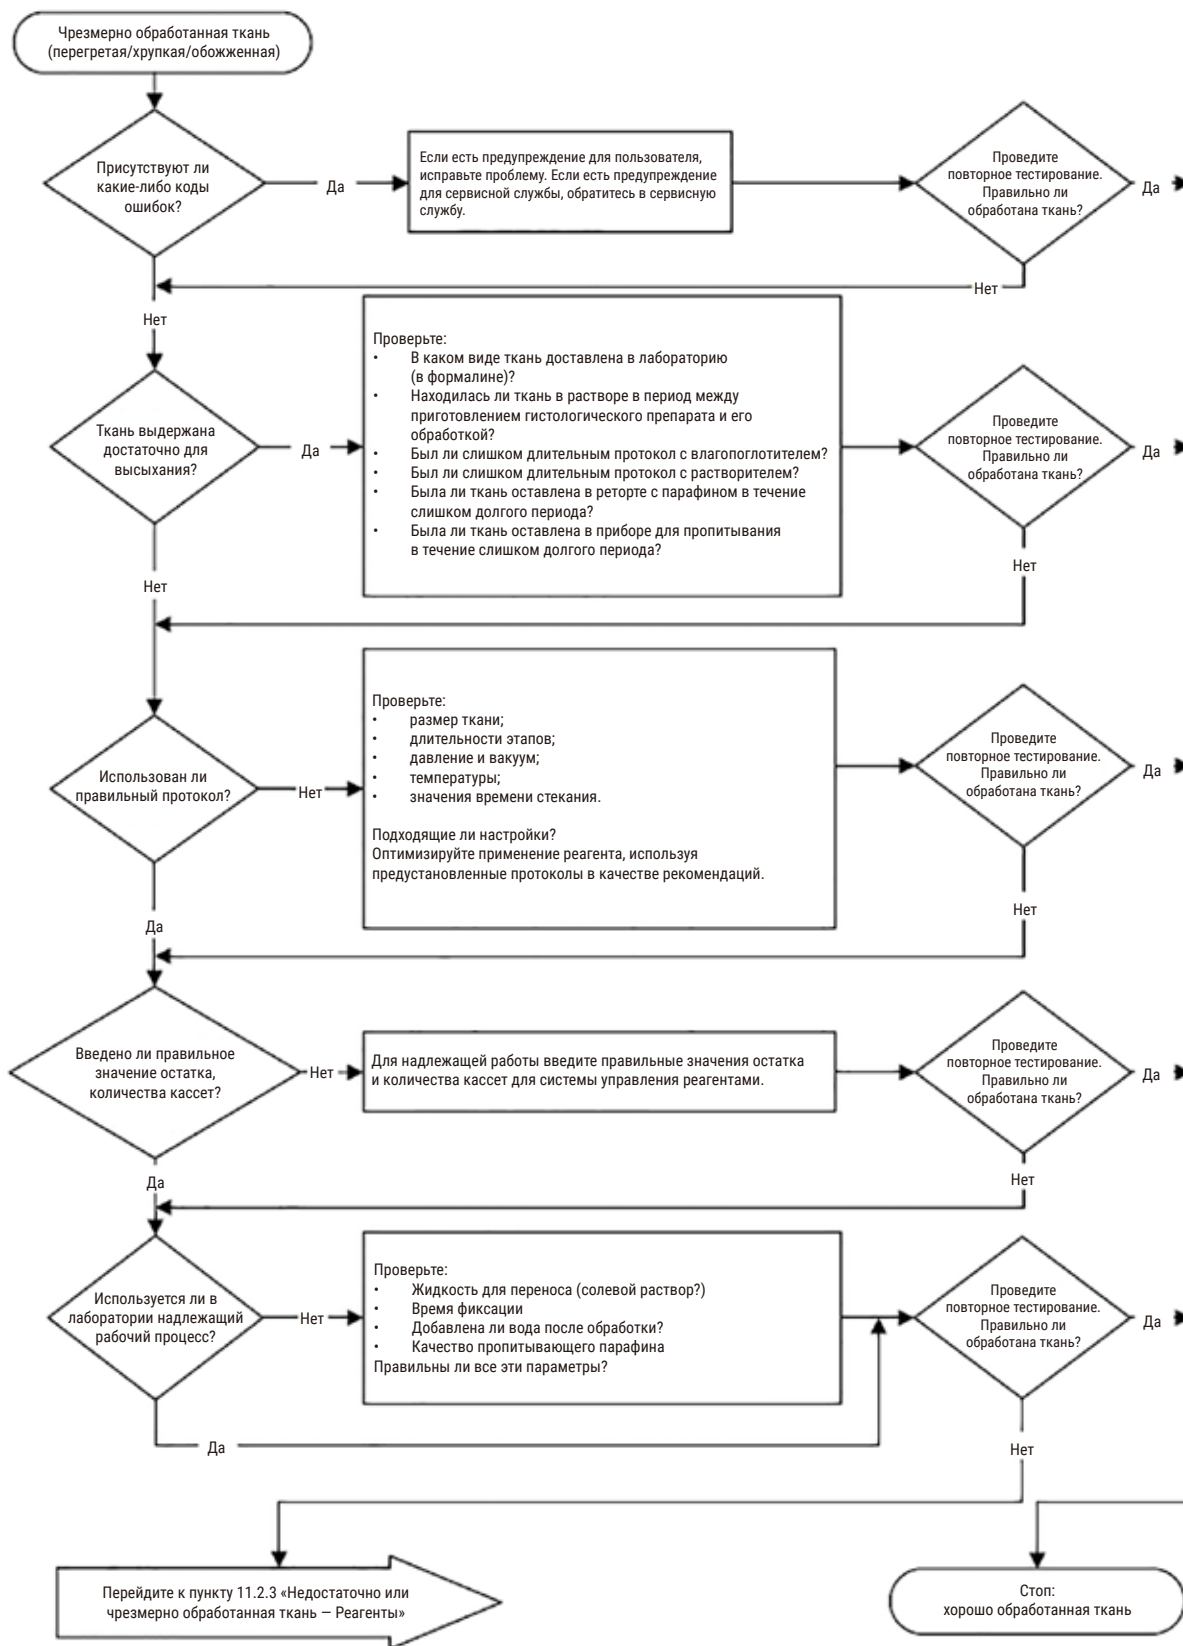 Чрезмерно обработанная ткань
(перегретая/хрупкая/обожженная)
Присутствуют ли
какие-либо коды
ошибок?
Да
Если есть предупреждение для пользователя,
исправьте проблему. Если есть предупреждение
для сервисной службы, обратитесь в сервисную
службу.
Проведите
повторное тестирование.
Правильно ли
обработана ткань?
Да
Нет
Нет
Ткань выдержана
достаточно для
высыхания?
Да
Проверьте:
• В каком виде ткань доставлена в лабораторию
(в формалине)?
• Находилась ли ткань в растворе в период между
приготовлением гистологического препарата и его
обработкой?
• Был ли слишком длительным протокол с влагопоглотителем?
• Был ли слишком длительным протокол с растворителем?
• Была ли ткань оставлена в реторте с парафином в течение
слишком долгого периода?
• Была ли ткань оставлена в приборе для пропитывания
в течение слишком долгого периода?
Проведите
повторное тестирование.
Правильно ли
обработана ткань?
Да
Нет
Нет
Использован ли
правильный протокол?
Нет
Проверьте:
• размер ткани;
• длительности этапов;
• давление и вакуум;
• температуры;
• значения времени стекания.
Подходящие ли настройки?
Оптимизируйте применение реагента, используя
предустановленные протоколы в качестве рекомендаций.
Проведите
повторное тестирование.
Правильно ли
обработана ткань?
Да
Нет
Да
Введено ли правильное
значение остатка,
количества кассет?
Нет
Для надлежащей работы введите правильные значения остатка
и количества кассет для системы управления реагентами.
Проведите
повторное тестирование.
Правильно ли
обработана ткань?
Да
Нет
Да
Используется ли в
лаборатории надлежащий
рабочий процесс?
Нет
Проверьте:
• Жидкость для переноса (солевой раствор?)
• Время фиксации
• Добавлена ли вода после обработки?
• Качество пропитывающего парафина
Правильны ли все эти параметры?
Проведите
повторное тестирование.
Правильно ли
обработана ткань?
Да
Да
Нет
Перейдите к пункту 11.2.3 «Недостаточно или
чрезмерно обработанная ткань — Реагенты»
Стоп:
хорошо обработанная ткань